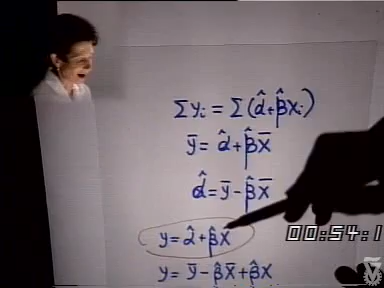 Σyᵢ = Σ(α̂+β̂xᵢ)
ȳ = α̂+β̂x̄
α̂ = ȳ-β̂x̄
y = α̂+β̂x
00:54:1
y = ȳ-β̂x̄+β̂x